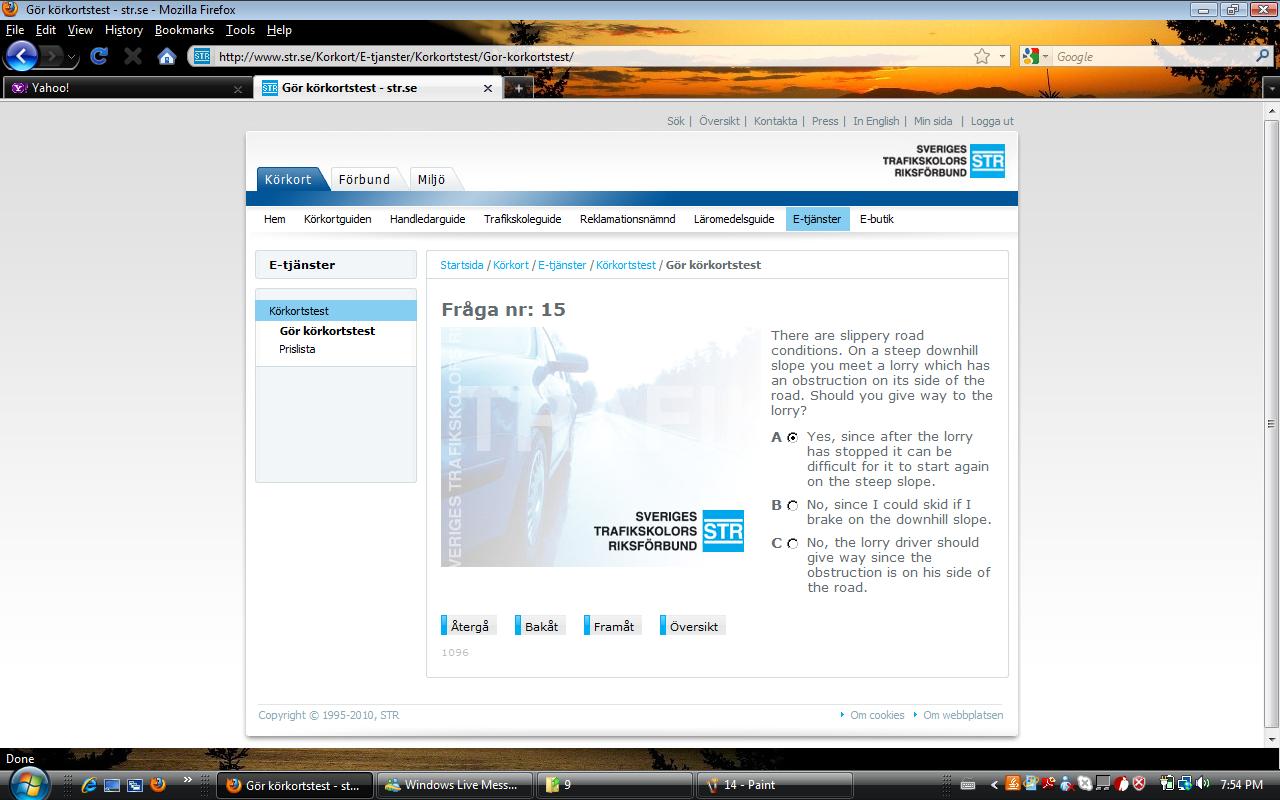 Gör körkortstest - str.se - Mozilla Firefox
File Edit View History Bookmarks Tools Help
STR http://www.str.se/Korkort/E-tjanster/Korkortstest/Gor-korkortstest/ Google
Yahoo! STR Gör körkortstest - str.se
Sök | Översikt | Kontakta | Press | In English | Min sida | Logga ut
SVERIGES
TRAFIKSKOLORS STR
RIKSFÖRBUND
Körkort Förbund Miljö
Hem Körkortguiden Handledarguide Trafikskoleguide Reklamationsnämnd Läromedelsguide E-tjänster E-butik
E-tjänster
Körkortstest
Gör körkortstest
Prislista
Startsida / Körkort / E-tjänster / Körkortstest / Gör körkortstest
Fråga nr: 15
VERIGES TRAFIKSKOLORS RI
TRAFI
SVERIGES
TRAFIKSKOLORS STR
RIKSFÖRBUND
There are slippery road
conditions. On a steep downhill
slope you meet a lorry which has
an obstruction on its side of the
road. Should you give way to the
lorry?
A Yes, since after the lorry
has stopped it can be
difficult for it to start again
on the steep slope.
B No, since I could skid if I
brake on the downhill slope.
C No, the lorry driver should
give way since the
obstruction is on his side of
the road.
Återgå Bakåt Framåt Översikt
1096
Copyright © 1995-2010, STR Om cookies Om webbplatsen
Done
Gör körkortstest - st... Windows Live Mess... 9 14 - Paint 7:54 PM